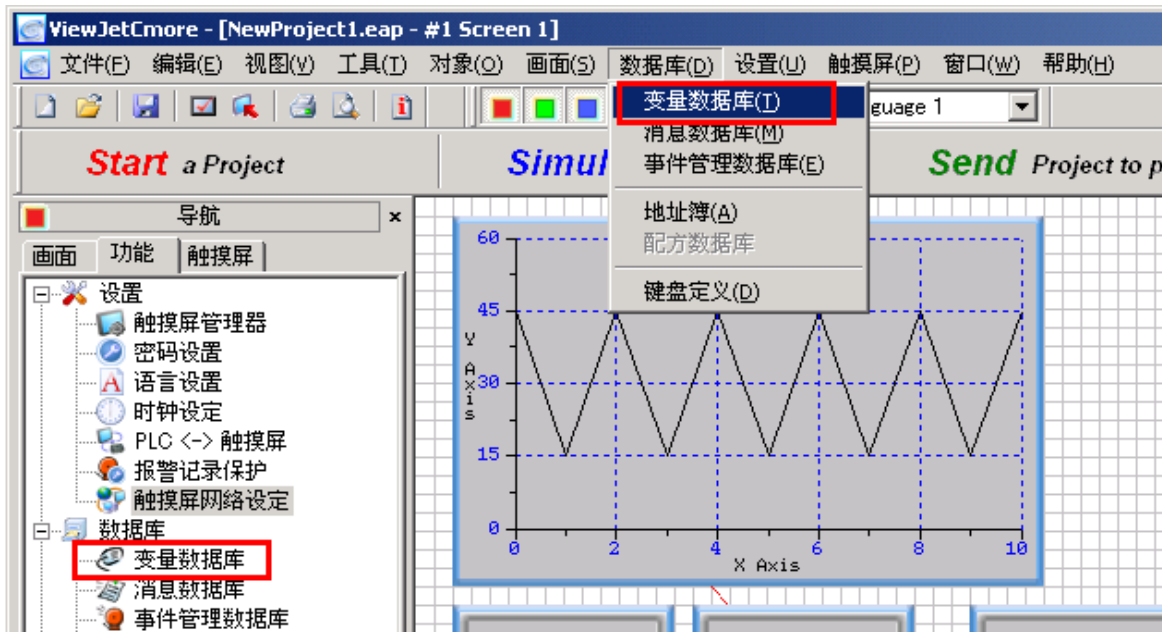 ViewJetCmore - [NewProject1.eap - #1 Screen 1]
文件(F) 编辑(E) 视图(V) 工具(T) 对象(O) 画面(S) 数据库(D) 设置(U) 触摸屏(P) 窗口(W) 帮助(H)
变量数据库(T)
guage 1
消息数据库(M)
事件管理数据库(E)
地址簿(A)
配方数据库
键盘定义(D)
Start a Project
Simul
Send Project to p
导航
画面 功能 触摸屏
设置
触摸屏管理器
密码设置
语言设置
时钟设定
PLC <-> 触摸屏
报警记录保护
触摸屏网络设定
数据库
变量数据库
消息数据库
事件管理数据库
60
45
30
15
0
Y Axis
0 2 4 6 8 10
X Axis